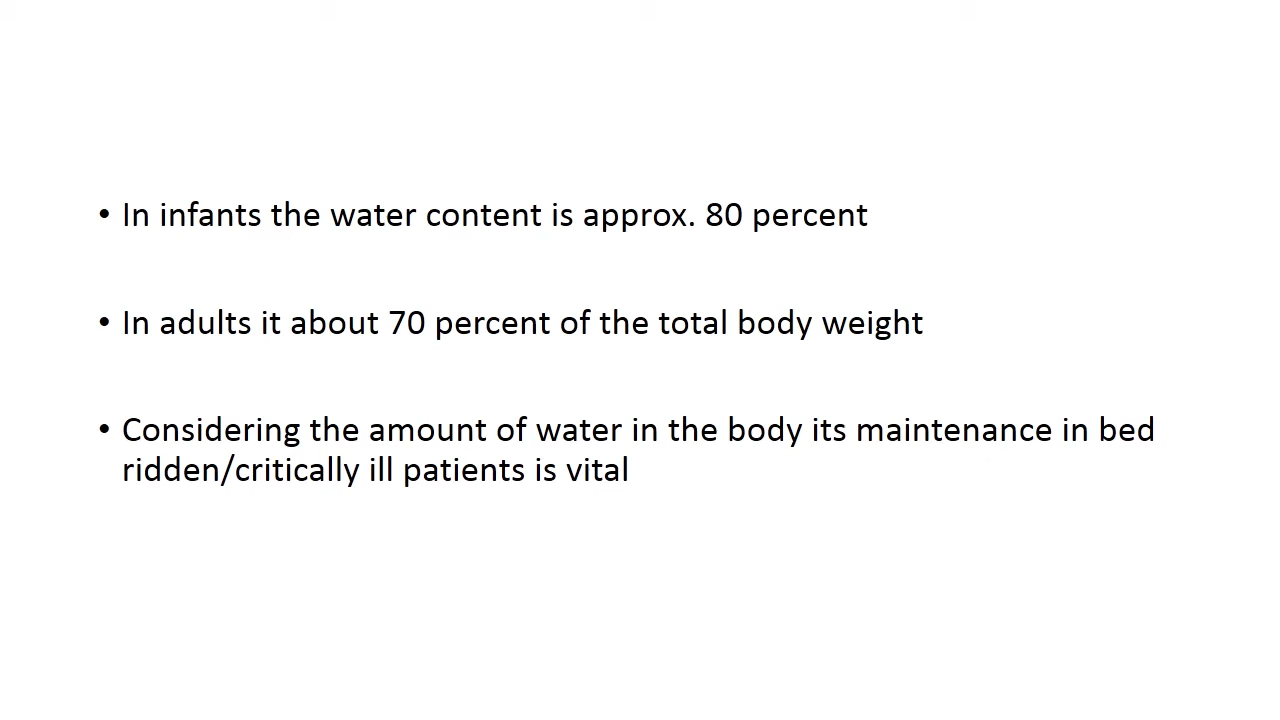 • In infants the water content is approx. 80 percent
• In adults it about 70 percent of the total body weight
• Considering the amount of water in the body its maintenance in bed
ridden/critically ill patients is vital